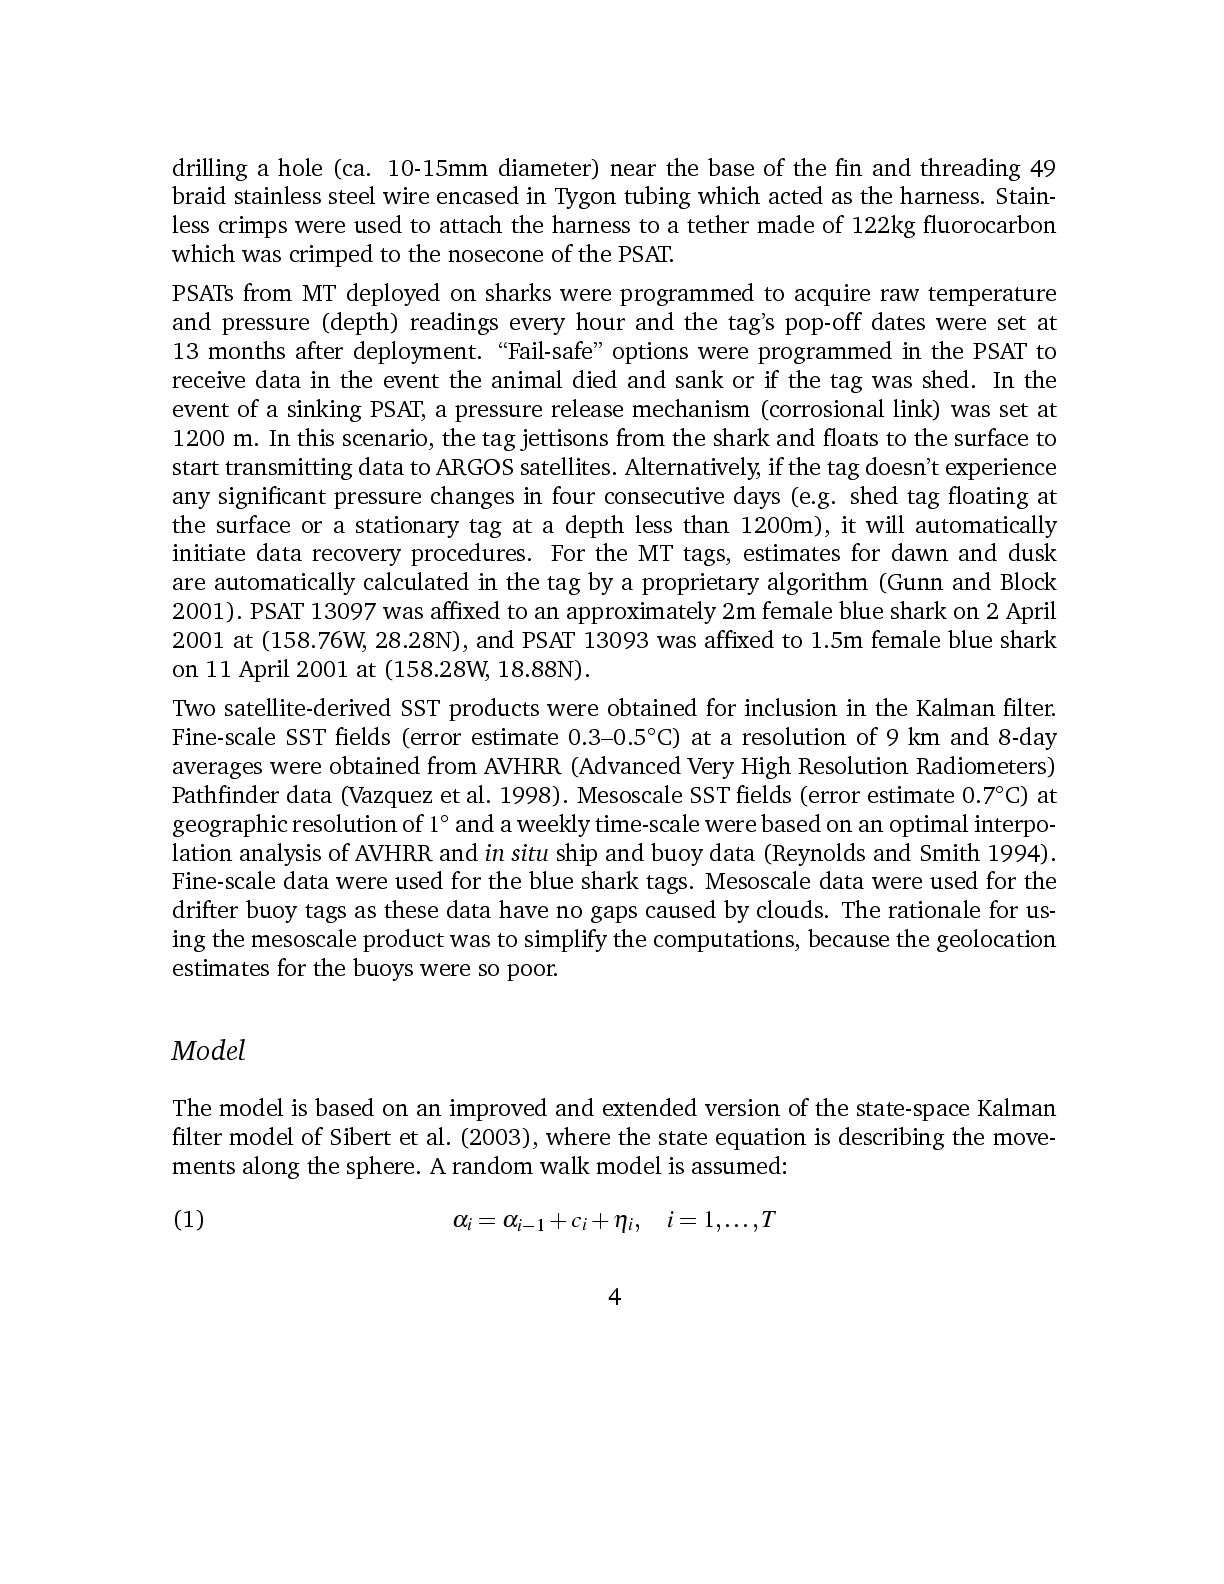 drilling a hole (ca. 10-15mm diameter) near the base of the fin and threading 49
braid stainless steel wire encased in Tygon tubing which acted as the harness. Stain-
less crimps were used to attach the harness to a tether made of 122kg fluorocarbon
which was crimped to the nosecone of the PSAT.
PSATs from MT deployed on sharks were programmed to acquire raw temperature
and pressure (depth) readings every hour and the tag’s pop-off dates were set at
13 months after deployment. “Fail-safe” options were programmed in the PSAT to
receive data in the event the animal died and sank or if the tag was shed. In the
event of a sinking PSAT, a pressure release mechanism (corrosional link) was set at
1200 m. In this scenario, the tag jettisons from the shark and floats to the surface to
start transmitting data to ARGOS satellites. Alternatively, if the tag doesn’t experience
any significant pressure changes in four consecutive days (e.g. shed tag floating at
the surface or a stationary tag at a depth less than 1200m), it will automatically
initiate data recovery procedures. For the MT tags, estimates for dawn and dusk
are automatically calculated in the tag by a proprietary algorithm (Gunn and Block
2001). PSAT 13097 was affixed to an approximately 2m female blue shark on 2 April
2001 at (158.76W, 28.28N), and PSAT 13093 was affixed to 1.5m female blue shark
on 11 April 2001 at (158.28W, 18.88N).
Two satellite-derived SST products were obtained for inclusion in the Kalman filter.
Fine-scale SST fields (error estimate 0.3–0.5°C) at a resolution of 9 km and 8-day
averages were obtained from AVHRR (Advanced Very High Resolution Radiometers)
Pathfinder data (Vazquez et al. 1998). Mesoscale SST fields (error estimate 0.7°C) at
geographic resolution of 1° and a weekly time-scale were based on an optimal interpo-
lation analysis of AVHRR and in situ ship and buoy data (Reynolds and Smith 1994).
Fine-scale data were used for the blue shark tags. Mesoscale data were used for the
drifter buoy tags as these data have no gaps caused by clouds. The rationale for us-
ing the mesoscale product was to simplify the computations, because the geolocation
estimates for the buoys were so poor.
Model
The model is based on an improved and extended version of the state-space Kalman
filter model of Sibert et al. (2003), where the state equation is describing the move-
ments along the sphere. A random walk model is assumed:
(1) αᵢ = αᵢ₋₁ + cᵢ + ηᵢ, i = 1,…,T
4